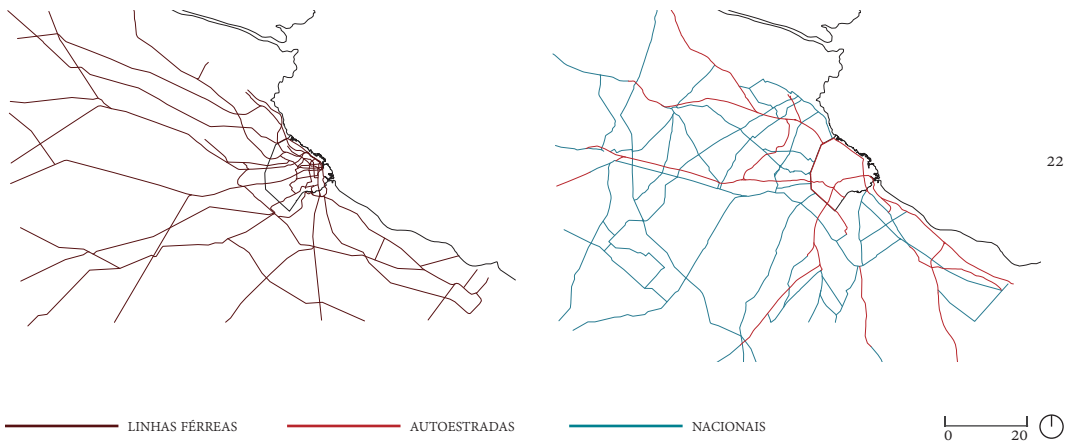 22
LINHAS FÉRREAS
AUTOESTRADAS
NACIONAIS
0 20